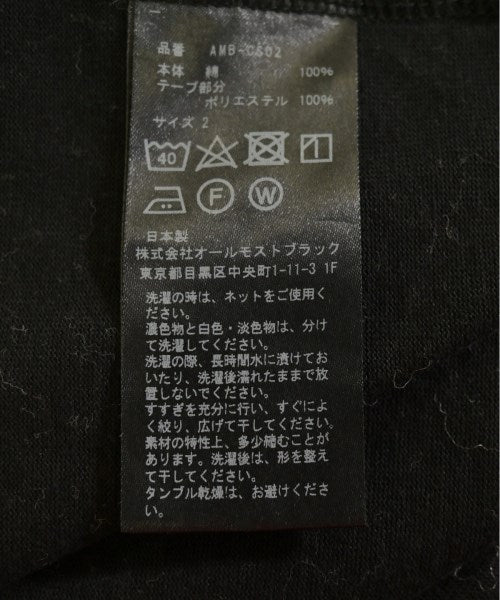 品番 AMB-C602
本体 綿 100%
テープ部分
ポリエステル 100%
サイズ 2
40
F W
日本製
株式会社オールモストブラック
東京都目黒区中央町1-11-3 1F
洗濯の時は、ネットをご使用く
ださい。
濃色物と白色・淡色物は、分け
て洗濯してください。
洗濯の際、長時間水に漬けてお
いたり、洗濯後濡れたままで放
置しないでください。
すすぎを充分に行い、すぐによ
く絞り、広げて干してください。
素材の特性上、多少縮むことが
あります。洗濯後は、形を整え
て干してください。
タンブル乾燥は、お避けくださ
い。